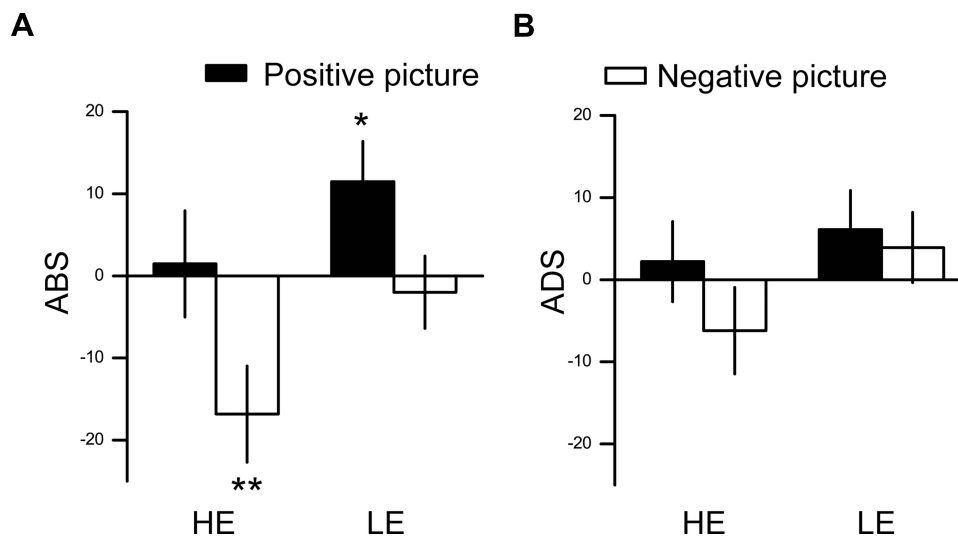 A
B
Positive picture
Negative picture
20
10
0
-10
-20
ABS
*
**
HE
LE
20
10
0
-10
-20
ADS
HE
LE